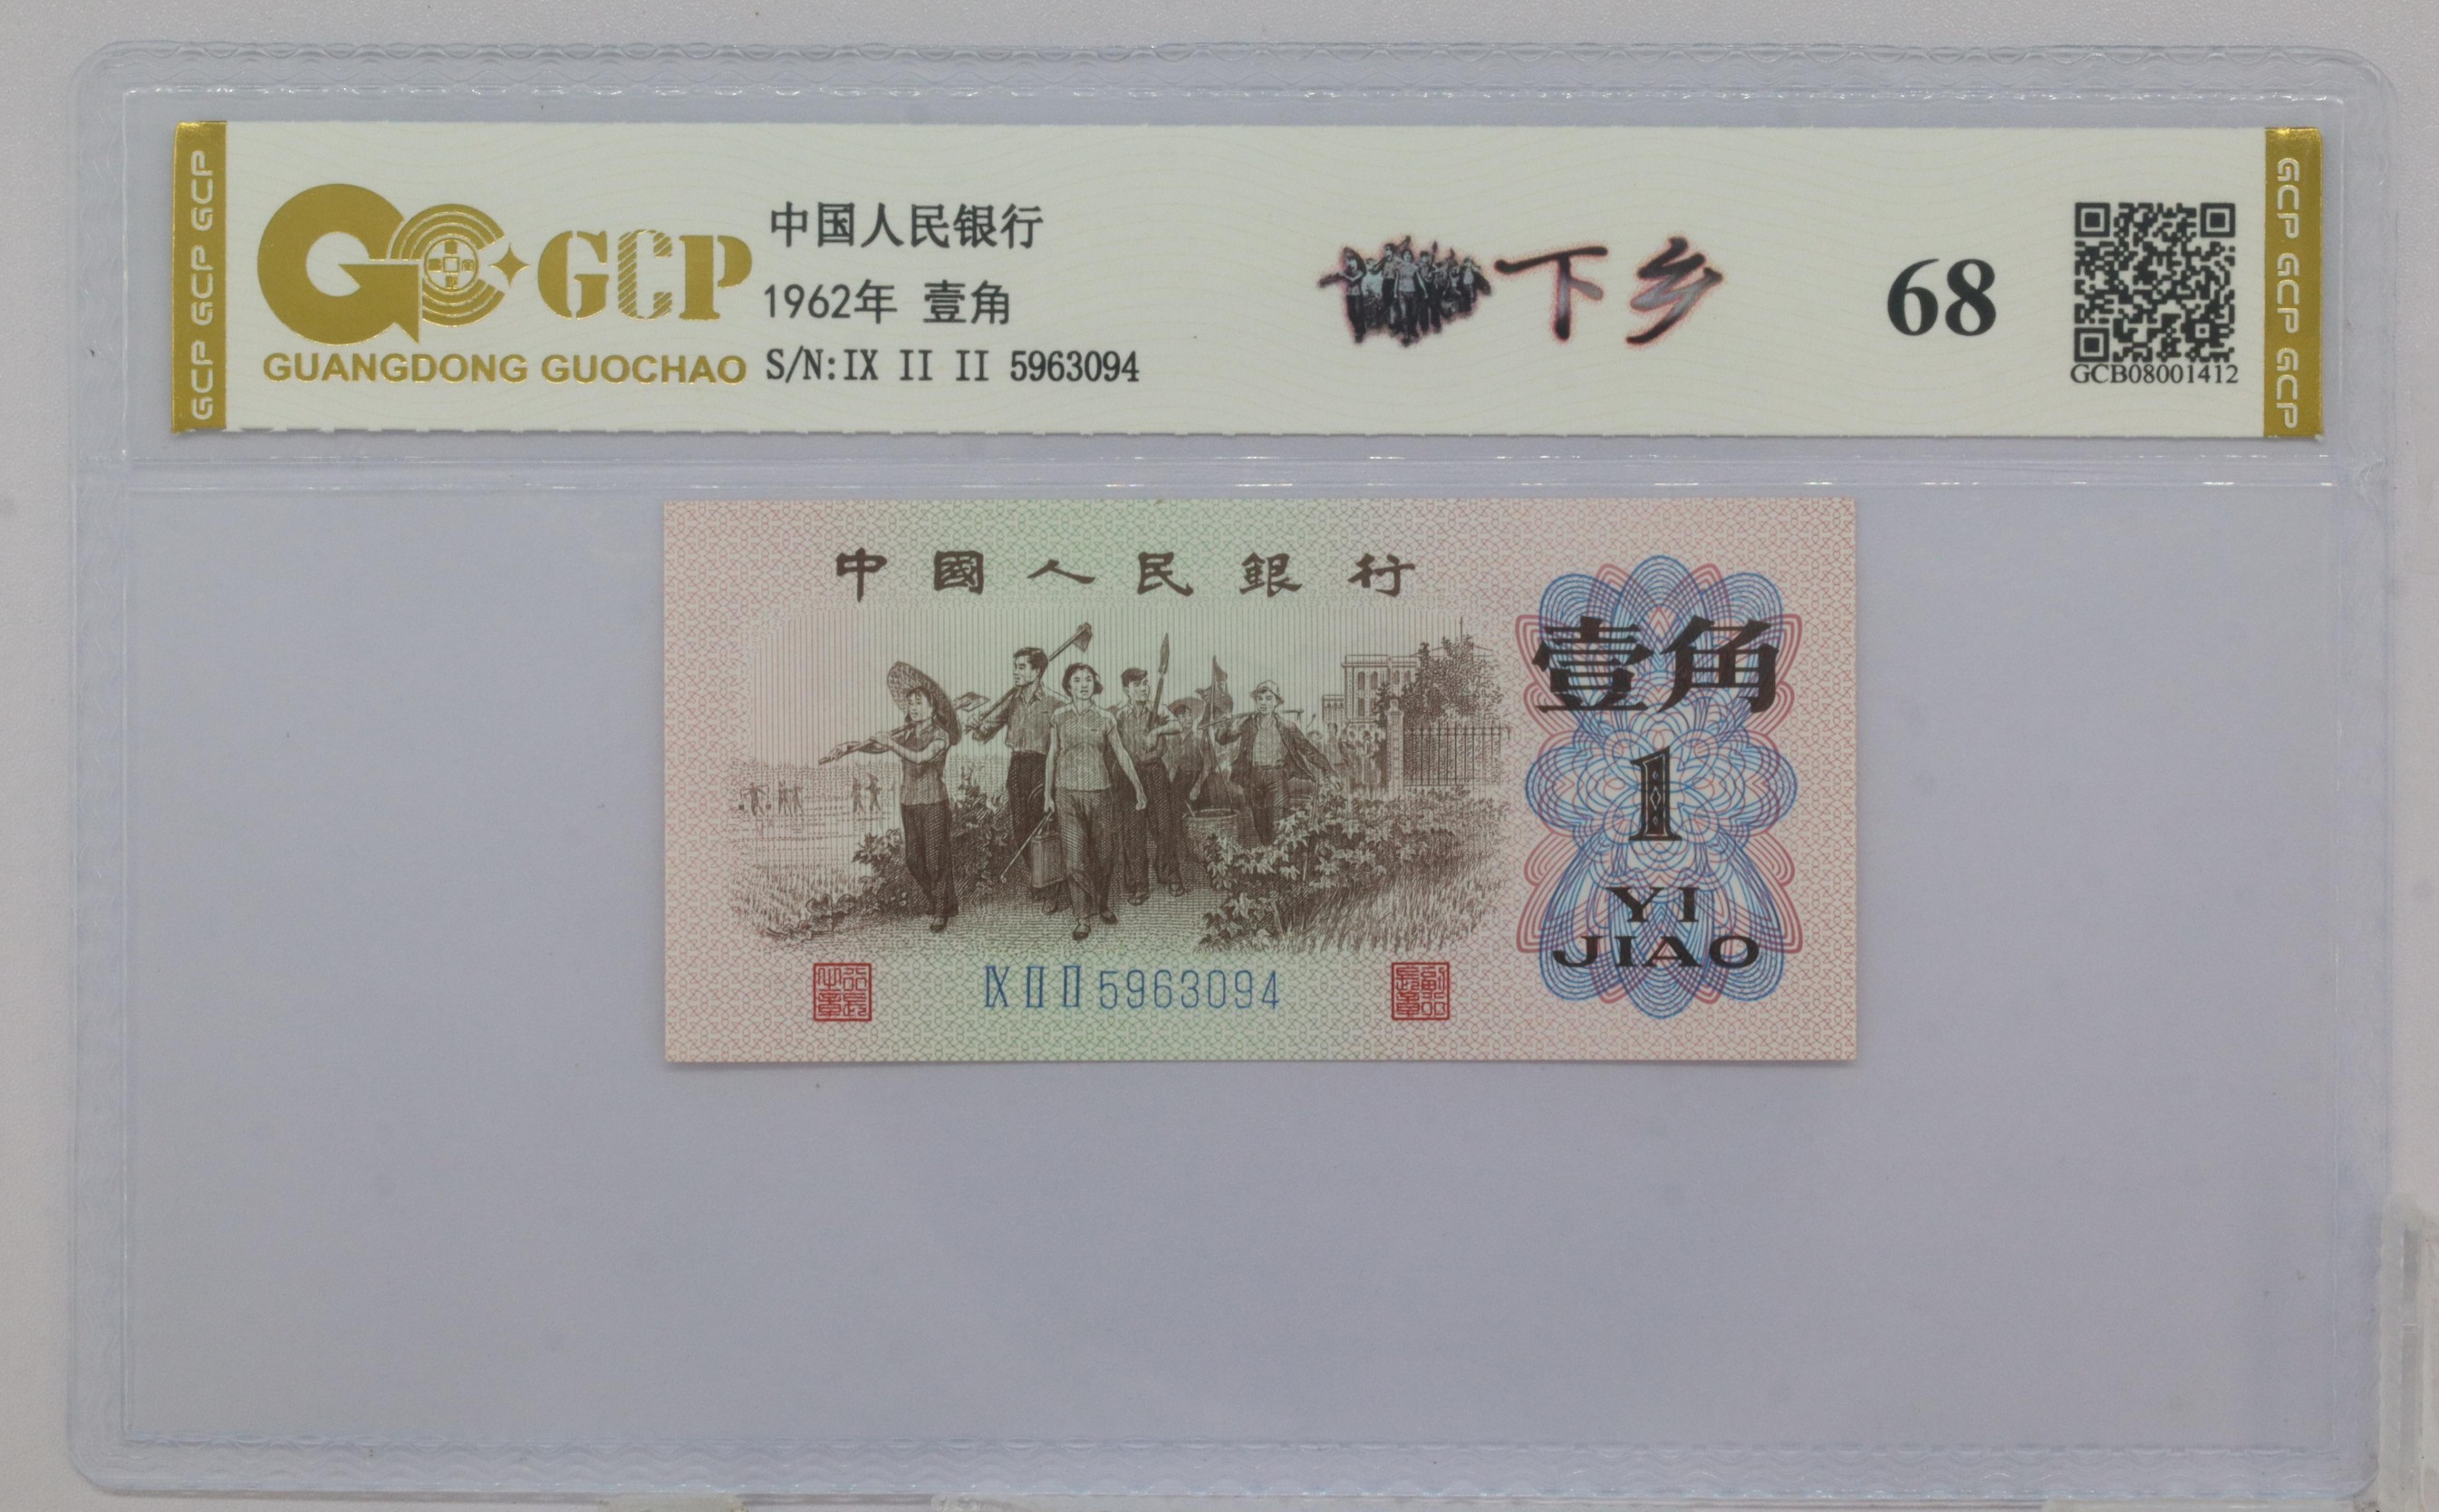 GCP GCP GCP
GCP
GUANGDONG GUOCHAO
中国人民银行
1962年 壹角
S/N:IX II II 5963094
下乡
68
GCB08001412
GCP GCP GCP
中國人民銀行
壹角
1
YI
JIAO
IX II II 5963094